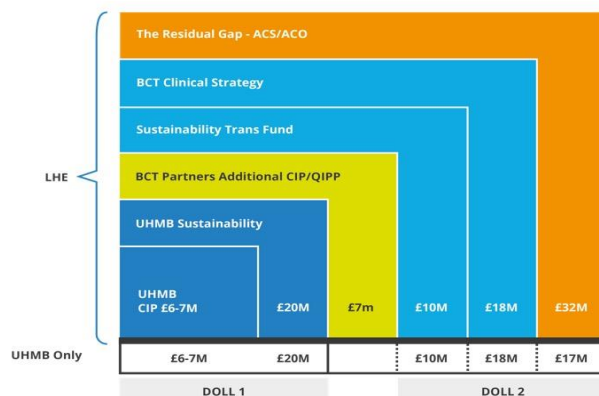 The Residual Gap - ACS/ACO
BCT Clinical Strategy
Sustainability Trans Fund
LHE
BCT Partners Additional CIP/QIPP
UHMB Sustainability
UHMB
CIP £6-7M
£20M
£7m
£10M
£18M
£32M
UHMB Only
£6-7M
£20M
£10M
£18M
£17M
DOLL 1
DOLL 2